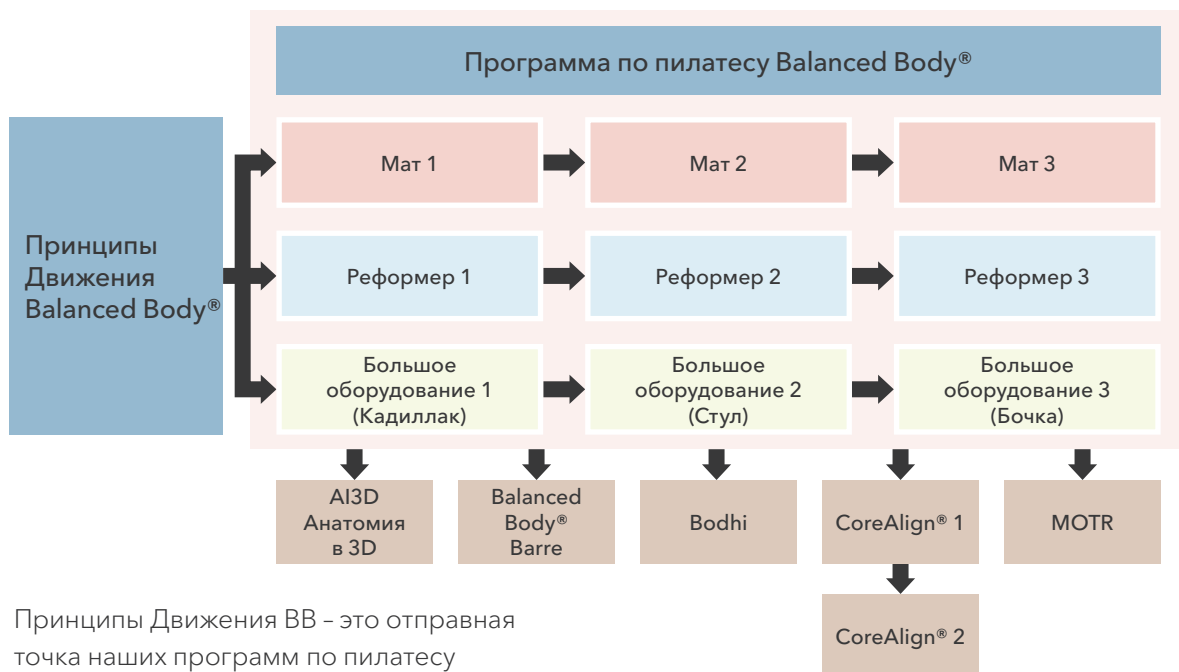 Программа по пилатесу Balanced Body®
Принципы
Движения
Balanced Body®
Мат 1
Мат 2
Мат 3
Реформер 1
Реформер 2
Реформер 3
Большое
оборудование 1
(Кадиллак)
Большое
оборудование 2
(Стул)
Большое
оборудование 3
(Бочка)
AI3D
Анатомия
в 3D
Balanced
Body®
Barre
Bodhi
CoreAlign® 1
MOTR
CoreAlign® 2
Принципы Движения ВВ – это отправная
точка наших программ по пилатесу